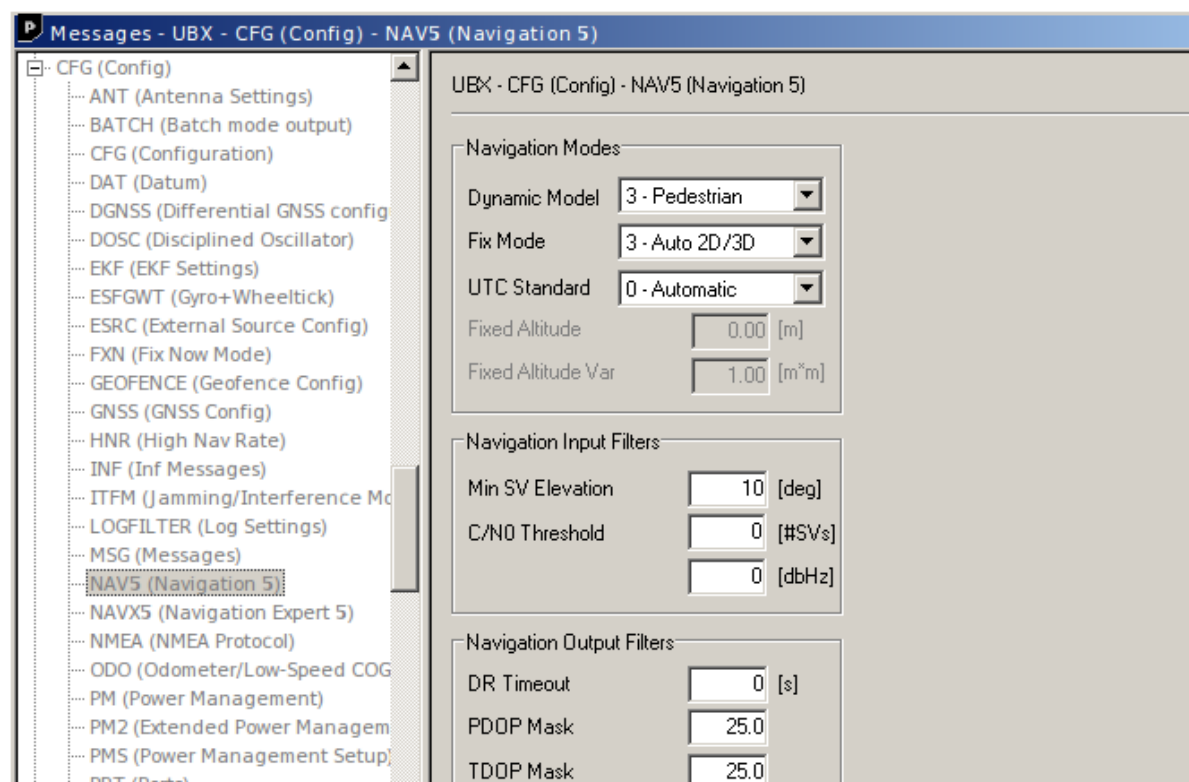 Messages - UBX - CFG (Config) - NAV5 (Navigation 5)
CFG (Config)
ANT (Antenna Settings)
BATCH (Batch mode output)
CFG (Configuration)
DAT (Datum)
DGNSS (Differential GNSS config
DOSC (Disciplined Oscillator)
EKF (EKF Settings)
ESFGWT (Gyro+Wheeltick)
ESRC (External Source Config)
FXN (Fix Now Mode)
GEOFENCE (Geofence Config)
GNSS (GNSS Config)
HNR (High Nav Rate)
INF (Inf Messages)
ITFM (Jamming/Interference Mo
LOGFILTER (Log Settings)
MSG (Messages)
NAV5 (Navigation 5)
NAVX5 (Navigation Expert 5)
NMEA (NMEA Protocol)
ODO (Odometer/Low-Speed COG
PM (Power Management)
PM2 (Extended Power Managem
PMS (Power Management Setup)
PRT (Ports)
UBX - CFG (Config) - NAV5 (Navigation 5)
Navigation Modes
Dynamic Model 3 - Pedestrian
Fix Mode 3 - Auto 2D/3D
UTC Standard 0 - Automatic
Fixed Altitude 0.00 [m]
Fixed Altitude Var 1.00 [m*m]
Navigation Input Filters
Min SV Elevation 10 [deg]
C/N0 Threshold 0 [#SVs]
0 [dbHz]
Navigation Output Filters
DR Timeout 0 [s]
PDOP Mask 25.0
TDOP Mask 25.0